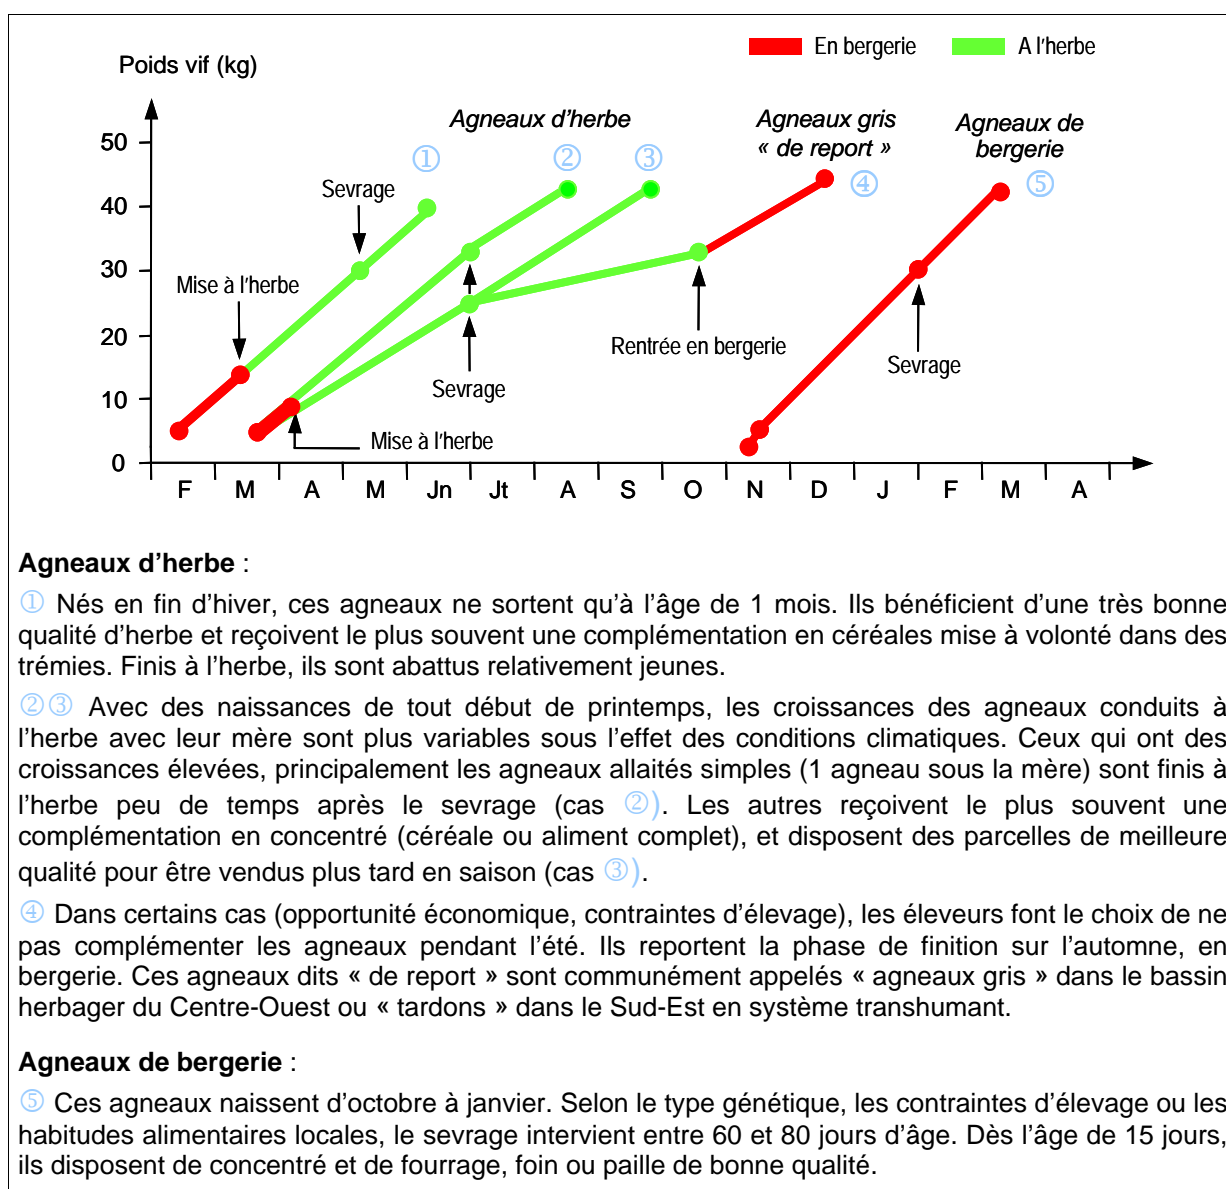 En bergerie
A l'herbe
Poids vif (kg)
Agneaux d'herbe
Agneaux gris
« de report »
Agneaux de
bergerie
① ② ③ ④ ⑤
50
40
30
20
10
0
Sevrage
Mise à l'herbe
Rentrée en bergerie
Sevrage
Sevrage
Mise à l'herbe
F M A M Jn Jt A S O N D J F M A
Agneaux d'herbe :
① Nés en fin d'hiver, ces agneaux ne sortent qu'à l'âge de 1 mois. Ils bénéficient d'une très bonne
qualité d'herbe et reçoivent le plus souvent une complémentation en céréales mise à volonté dans des
trémies. Finis à l'herbe, ils sont abattus relativement jeunes.
②③ Avec des naissances de tout début de printemps, les croissances des agneaux conduits à
l'herbe avec leur mère sont plus variables sous l'effet des conditions climatiques. Ceux qui ont des
croissances élevées, principalement les agneaux allaités simples (1 agneau sous la mère) sont finis à
l'herbe peu de temps après le sevrage (cas ②). Les autres reçoivent le plus souvent une
complémentation en concentré (céréale ou aliment complet), et disposent des parcelles de meilleure
qualité pour être vendus plus tard en saison (cas ③).
④ Dans certains cas (opportunité économique, contraintes d'élevage), les éleveurs font le choix de ne
pas complémenter les agneaux pendant l'été. Ils reportent la phase de finition sur l'automne, en
bergerie. Ces agneaux dits « de report » sont communément appelés « agneaux gris » dans le bassin
herbager du Centre-Ouest ou « tardons » dans le Sud-Est en système transhumant.
Agneaux de bergerie :
⑤ Ces agneaux naissent d'octobre à janvier. Selon le type génétique, les contraintes d'élevage ou les
habitudes alimentaires locales, le sevrage intervient entre 60 et 80 jours d'âge. Dès l'âge de 15 jours,
ils disposent de concentré et de fourrage, foin ou paille de bonne qualité.